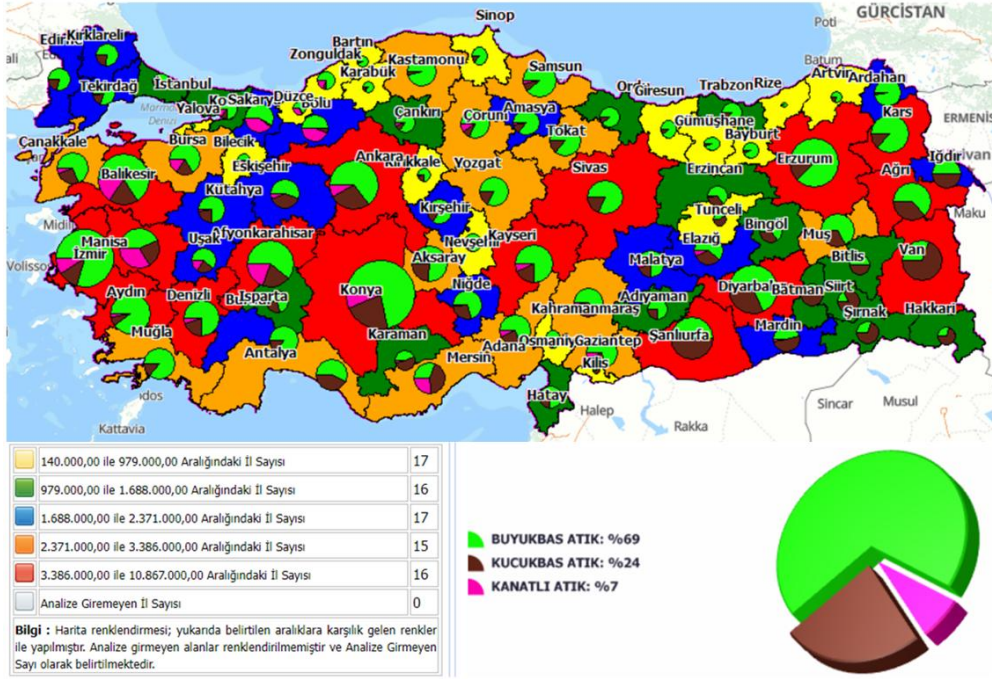 Sinop
GÜRCİSTAN
Poti
Kırklareli
Bartın
Zonguldak
Kastamonu
Batum
Karabük
Samsun
Tekirdağ
İstanbul
Trabzon
Rize
Artvin
Ardahan
Giresun
Yalova
Sakarya
Düzce
Bolu
Çankırı
Çorum
Amasya
Tokat
Gümüşhane
Bayburt
Kars
Denizi
Çanakkale
Bursa
Bilecik
ERMENİS
Ankara
Kırıkkale
Yozgat
Sivas
Erzincan
Erzurum
Ağrı
Iğdır
Balıkesir
Eskişehir
Kütahya
Kırşehir
Tunceli
Maku
Midilli
Manisa
Uşak
Afyonkarahisar
Nevşehir
Kayseri
Elazığ
Bingöl
Muş
Bitlis
Van
Volissos
İzmir
Aksaray
Malatya
Aydın
Denizli
Isparta
Konya
Niğde
Adıyaman
Diyarbakır
Batman
Siirt
Hakkari
Kahramanmaraş
Şırnak
Muğla
Karaman
Adana
Osmaniye
Gaziantep
Şanlıurfa
Mardin
Antalya
Mersin
Kilis
Hatay
Halep
Rakka
Sincar
Musul
Kattavia
140.000,00 ile 979.000,00 Aralığındaki İl Sayısı 17
979.000,00 ile 1.688.000,00 Aralığındaki İl Sayısı 16
1.688.000,00 ile 2.371.000,00 Aralığındaki İl Sayısı 17
2.371.000,00 ile 3.386.000,00 Aralığındaki İl Sayısı 15
3.386.000,00 ile 10.867.000,00 Aralığındaki İl Sayısı 16
Analize Giremeyen İl Sayısı 0
Bilgi : Harita renklendirmesi; yukarıda belirtilen aralıklara karşılık gelen renkler
ile yapılmıştır. Analize girmeyen alanlar renklendirilmemiştir ve Analize Girmeyen
Sayı olarak belirtilmektedir.
BUYUKBAS ATIK: %69
KUCUKBAS ATIK: %24
KANATLI ATIK: %7